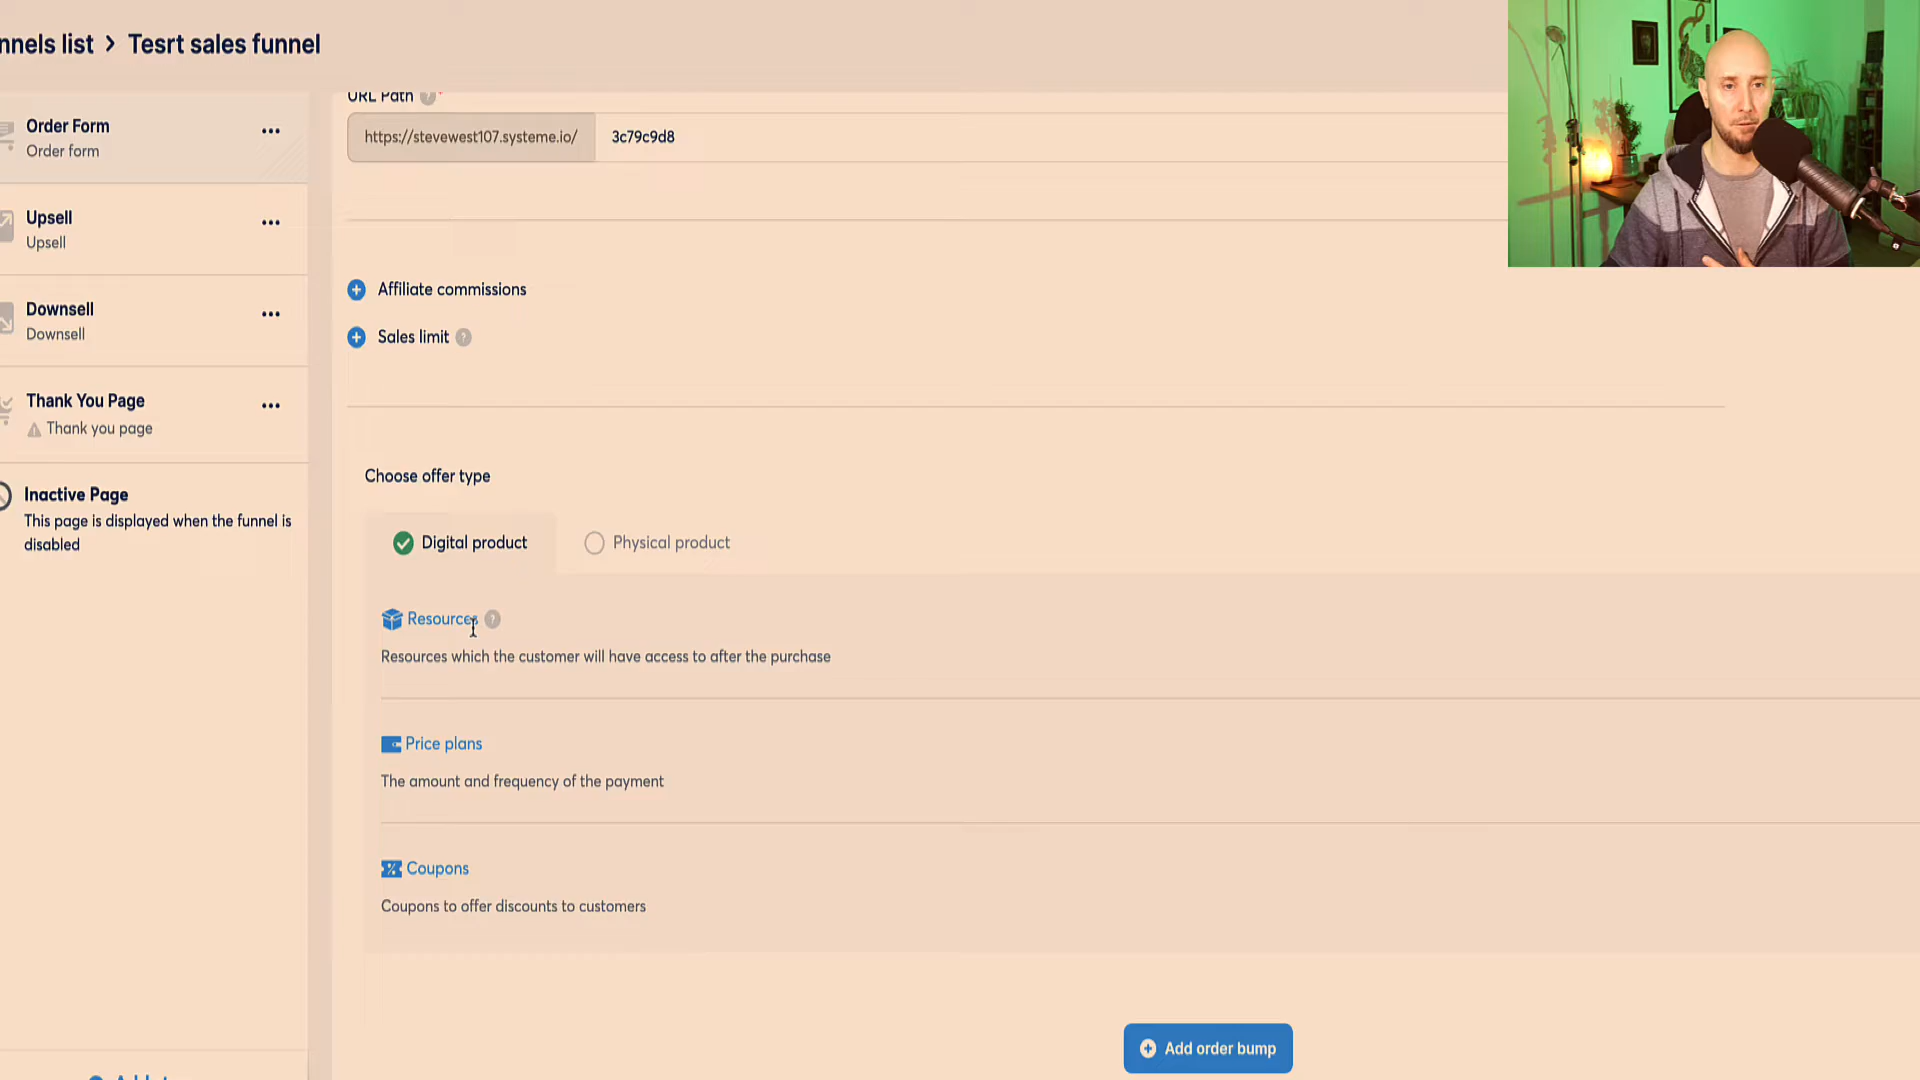 nnels list > Tesrt sales funnel
Order Form
Order form
Upsell
Upsell
Downsell
Downsell
Thank You Page
Thank you page
Inactive Page
This page is displayed when the funnel is
disabled
URL Path ? *
https://stevewest107.systeme.io/ 3c79c9d8
Affiliate commissions
Sales limit ?
Choose offer type
Digital product Physical product
Resources ?
Resources which the customer will have access to after the purchase
Price plans
The amount and frequency of the payment
Coupons
Coupons to offer discounts to customers
Add order bump